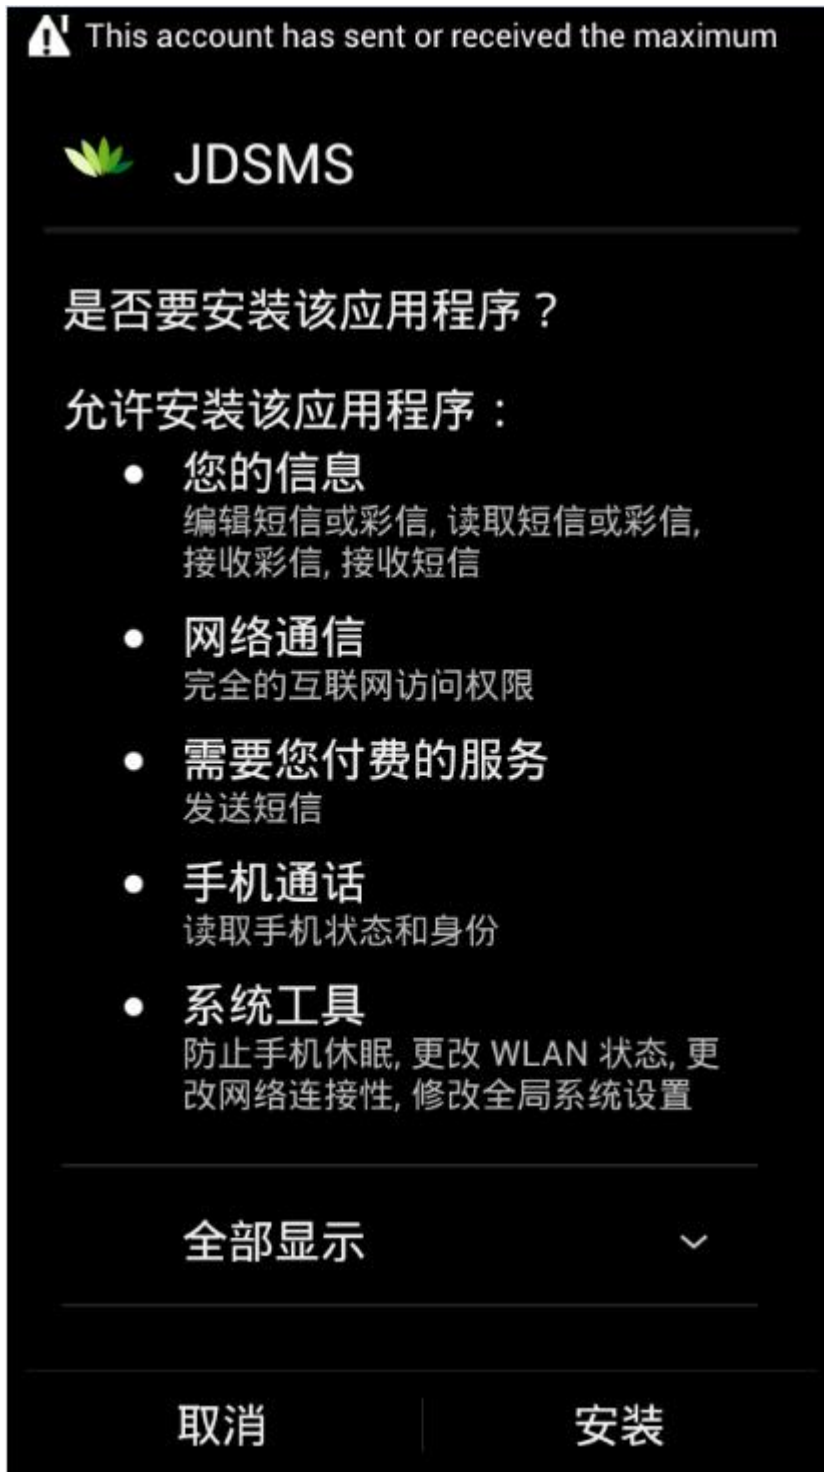 This account has sent or received the maximum
JDSMS
是否要安装该应用程序？
允许安装该应用程序：
您的信息
编辑短信或彩信, 读取短信或彩信,
接收彩信, 接收短信
网络通信
完全的互联网访问权限
需要您付费的服务
发送短信
手机通话
读取手机状态和身份
系统工具
防止手机休眠, 更改 WLAN 状态, 更
改网络连接性, 修改全局系统设置
全部显示
取消
安装